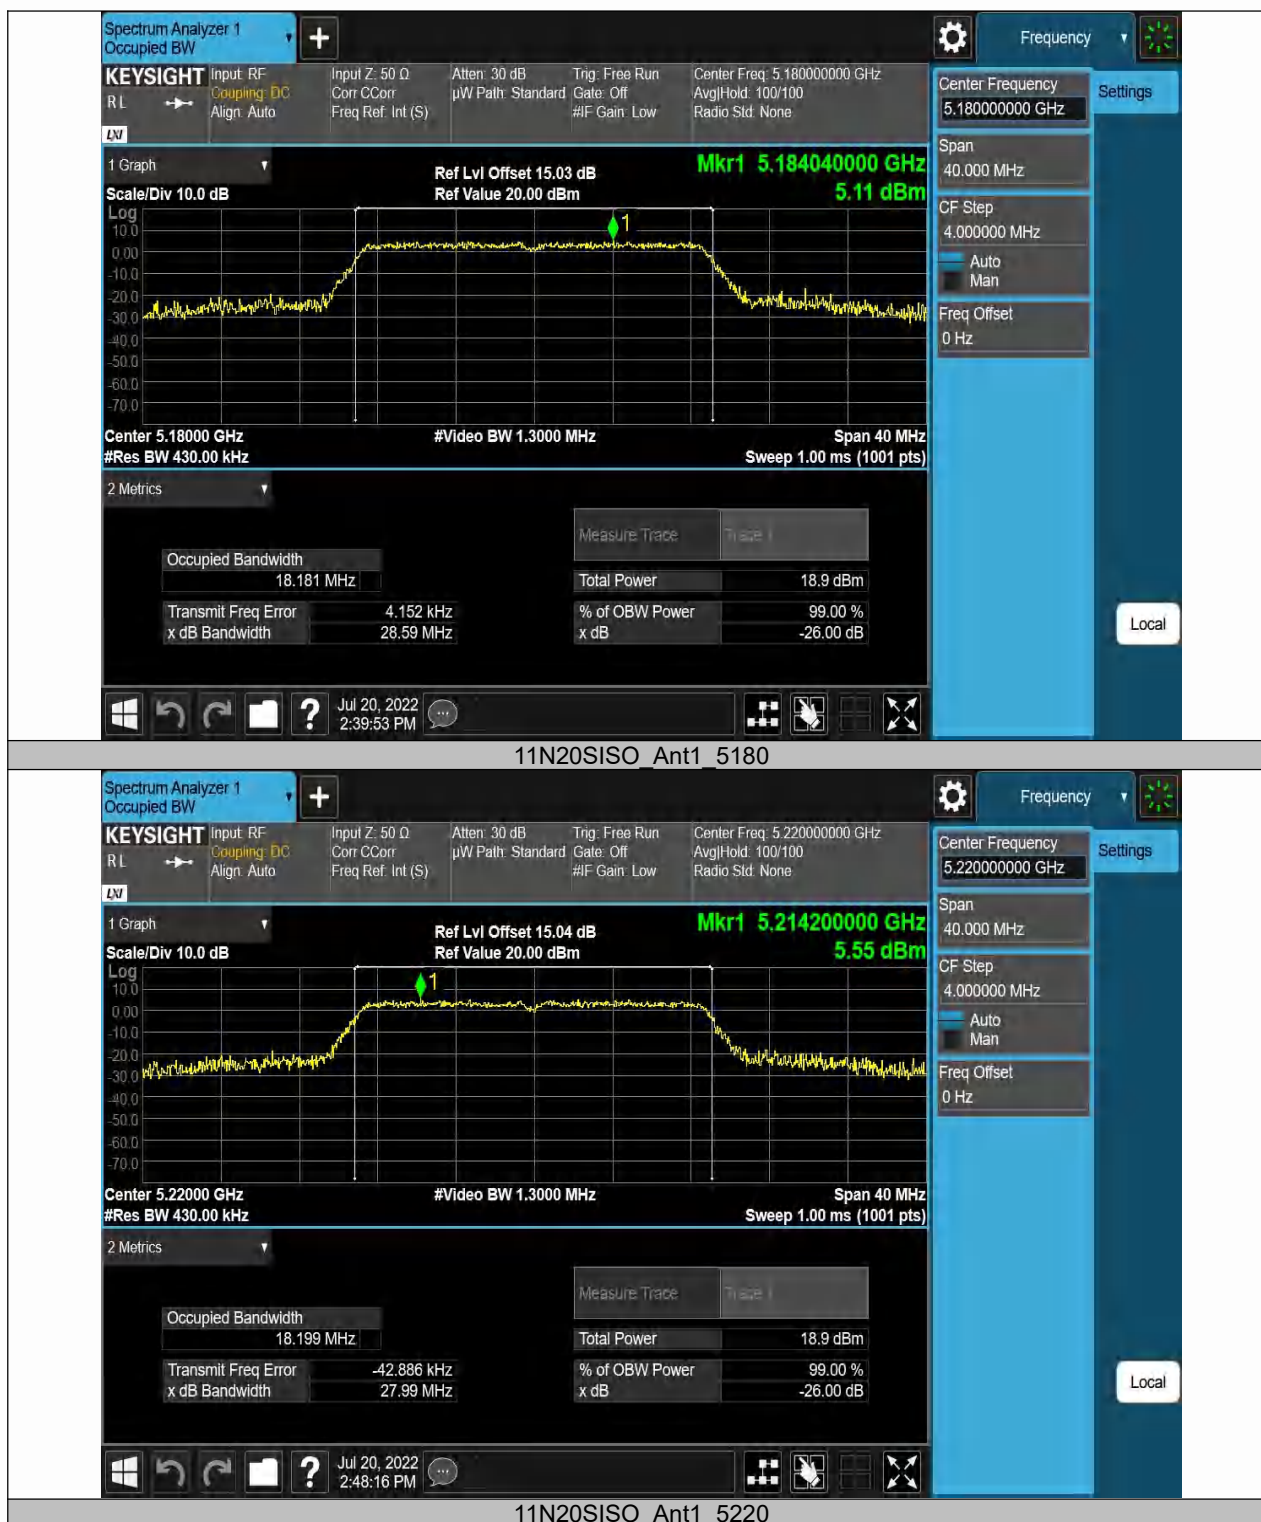 Spectrum Analyzer 1
Occupied BW
Frequency
KEYSIGHT
R L
LXI
Input: RF
Coupling: DC
Align: Auto
Input Z: 50 Ω
Corr CCorr
Freq Ref: Int (S)
Atten: 30 dB
µW Path: Standard
Trig: Free Run
Gate: Off
#IF Gain: Low
Center Freq: 5.180000000 GHz
Avg|Hold: 100/100
Radio Std: None
Center Frequency
5.180000000 GHz
Settings
Span
40.000 MHz
CF Step
4.000000 MHz
Auto
Man
Freq Offset
0 Hz
Local
1 Graph
Scale/Div 10.0 dB
Ref Lvl Offset 15.03 dB
Ref Value 20.00 dBm
Mkr1 5.184040000 GHz
5.11 dBm
Log
10.0
0.00
-10.0
-20.0
-30.0
-40.0
-50.0
-60.0
-70.0
1
Center 5.18000 GHz
#Res BW 430.00 kHz
#Video BW 1.3000 MHz
Span 40 MHz
Sweep 1.00 ms (1001 pts)
2 Metrics
Measure Trace Trace 1
Occupied Bandwidth
18.181 MHz
Total Power 18.9 dBm
Transmit Freq Error 4.152 kHz
% of OBW Power 99.00 %
x dB Bandwidth 28.59 MHz
x dB -26.00 dB
?
Jul 20, 2022
2:39:53 PM
11N20SISO_Ant1_5180
Spectrum Analyzer 1
Occupied BW
Frequency
KEYSIGHT
R L
LXI
Input: RF
Coupling: DC
Align: Auto
Input Z: 50 Ω
Corr CCorr
Freq Ref: Int (S)
Atten: 30 dB
µW Path: Standard
Trig: Free Run
Gate: Off
#IF Gain: Low
Center Freq: 5.220000000 GHz
Avg|Hold: 100/100
Radio Std: None
Center Frequency
5.220000000 GHz
Settings
Span
40.000 MHz
CF Step
4.000000 MHz
Auto
Man
Freq Offset
0 Hz
Local
1 Graph
Scale/Div 10.0 dB
Ref Lvl Offset 15.04 dB
Ref Value 20.00 dBm
Mkr1 5.214200000 GHz
5.55 dBm
Log
10.0
0.00
-10.0
-20.0
-30.0
-40.0
-50.0
-60.0
-70.0
1
Center 5.22000 GHz
#Res BW 430.00 kHz
#Video BW 1.3000 MHz
Span 40 MHz
Sweep 1.00 ms (1001 pts)
2 Metrics
Measure Trace Trace 1
Occupied Bandwidth
18.199 MHz
Total Power 18.9 dBm
Transmit Freq Error -42.886 kHz
% of OBW Power 99.00 %
x dB Bandwidth 27.99 MHz
x dB -26.00 dB
?
Jul 20, 2022
2:48:16 PM
11N20SISO_Ant1_5220